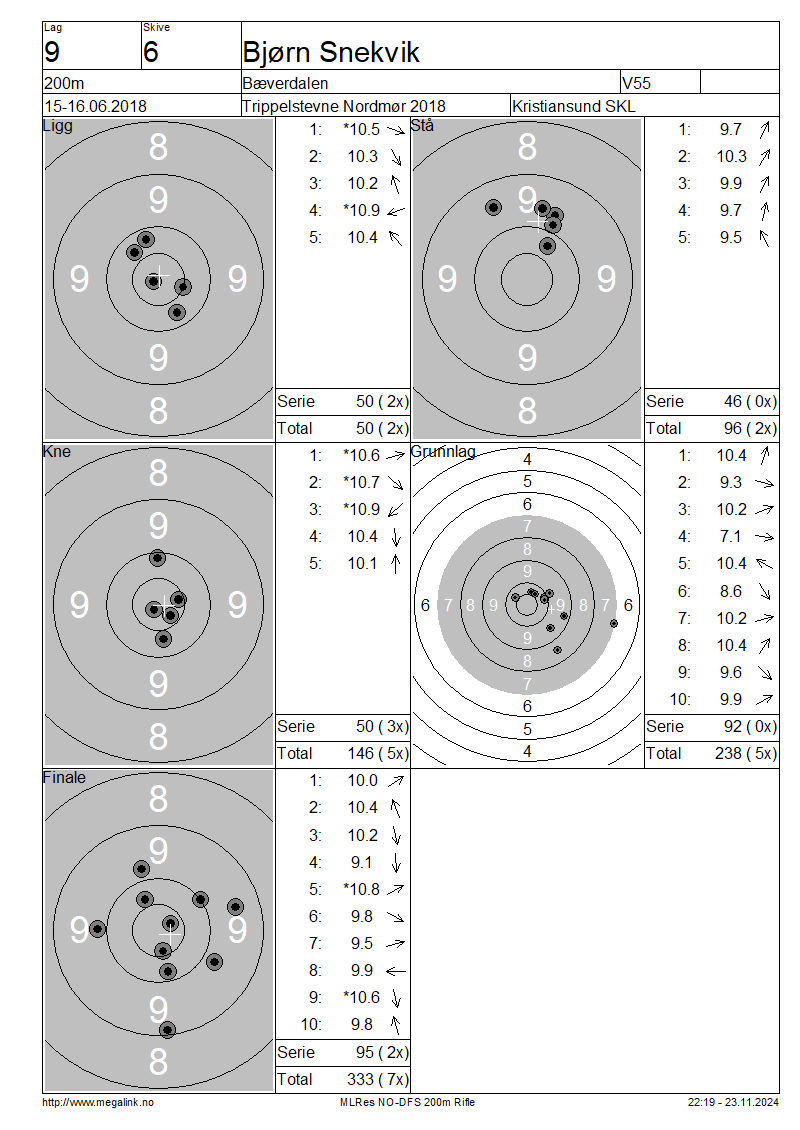 Lag
Skive
9
6
Bjørn Snekvik
200m
Bæverdalen
V55
15-16.06.2018
Trippelstevne Nordmør 2018
Kristiansund SKL
Ligg
8
9
9 9
9
8
1: *10.5
2: 10.3
3: 10.2
4: *10.9
5: 10.4
Serie 50 ( 2x)
Total 50 ( 2x)
Stå
8
9
9 9
9
8
1: 9.7
2: 10.3
3: 9.9
4: 9.7
5: 9.5
Serie 46 ( 0x)
Total 96 ( 2x)
Kne
8
9
9 9
9
8
1: *10.6
2: *10.7
3: *10.9
4: 10.4
5: 10.1
Serie 50 ( 3x)
Total 146 ( 5x)
Grunnlag
4
5
6
7
8
9
6 7 8 9 9 8 7 6
9
8
7
6
5
4
1: 10.4
2: 9.3
3: 10.2
4: 7.1
5: 10.4
6: 8.6
7: 10.2
8: 10.4
9: 9.6
10: 9.9
Serie 92 ( 0x)
Total 238 ( 5x)
Finale
8
9
9 9
9
8
1: 10.0
2: 10.4
3: 10.2
4: 9.1
5: *10.8
6: 9.8
7: 9.5
8: 9.9
9: *10.6
10: 9.8
Serie 95 ( 2x)
Total 333 ( 7x)
http://www.megalink.no
MLRes NO-DFS 200m Rifle
22:19 - 23.11.2024